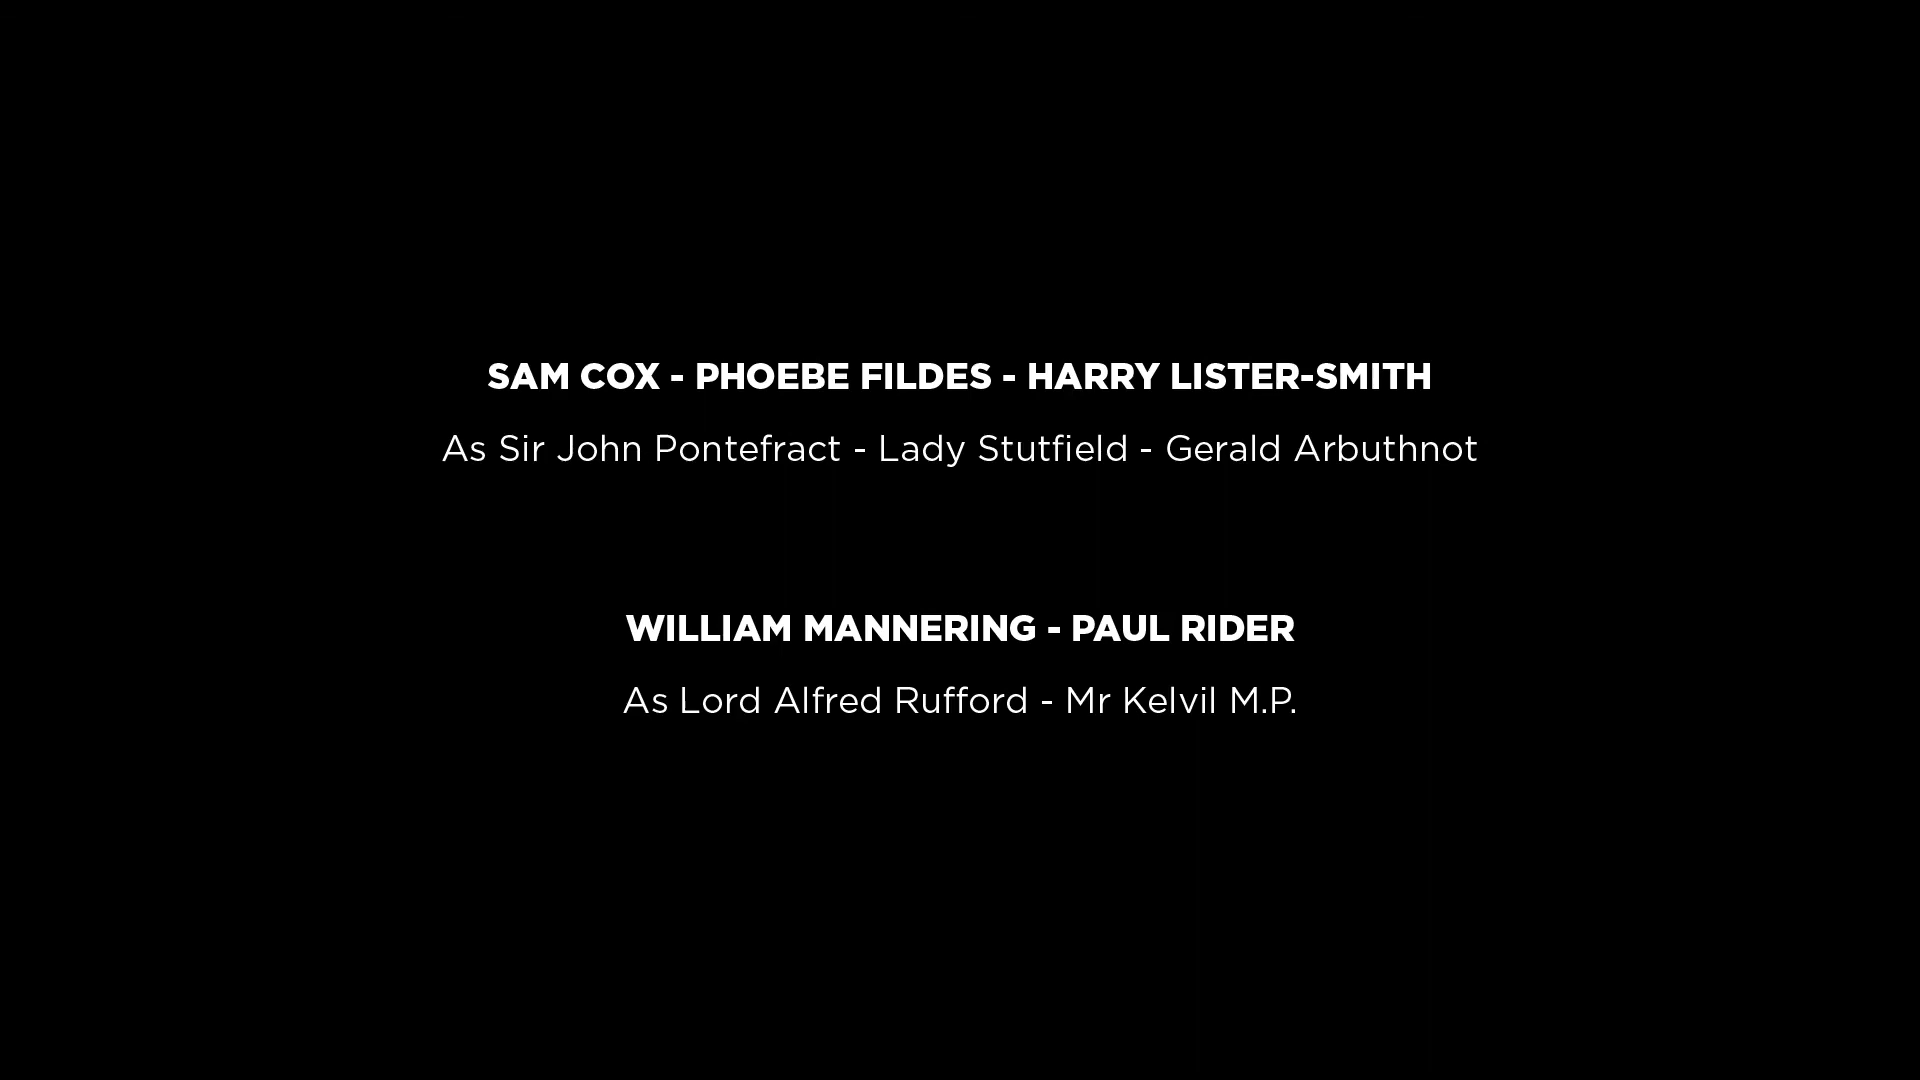 SAM COX - PHOEBE FILDES - HARRY LISTER-SMITH
As Sir John Pontefract - Lady Stutfield - Gerald Arbuthnot
WILLIAM MANNERING - PAUL RIDER
As Lord Alfred Rufford - Mr Kelvil M.P.